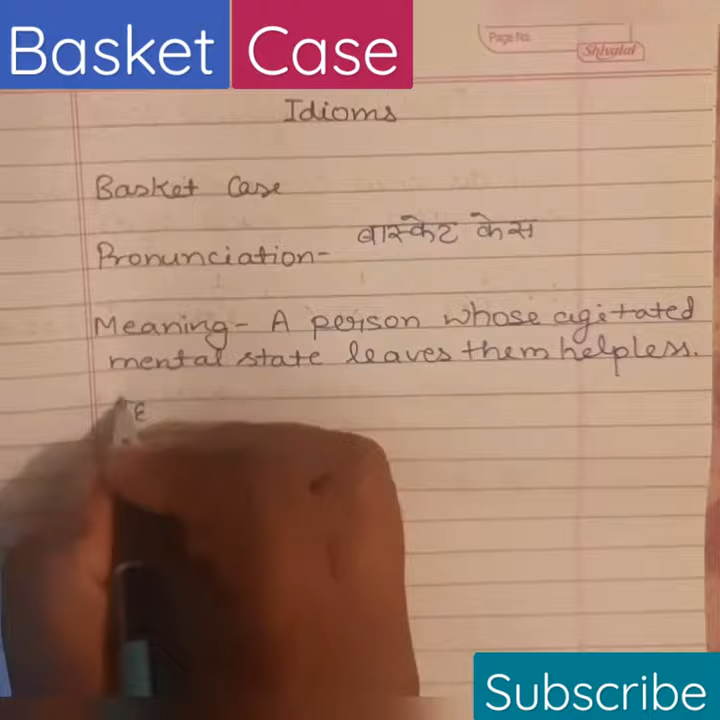 Basket Case
Page No.
Shivalal
Idioms
Basket Case
Pronunciation- बास्केट केस
Meaning- A person whose agitated
mental state leaves them helpless.
Subscribe